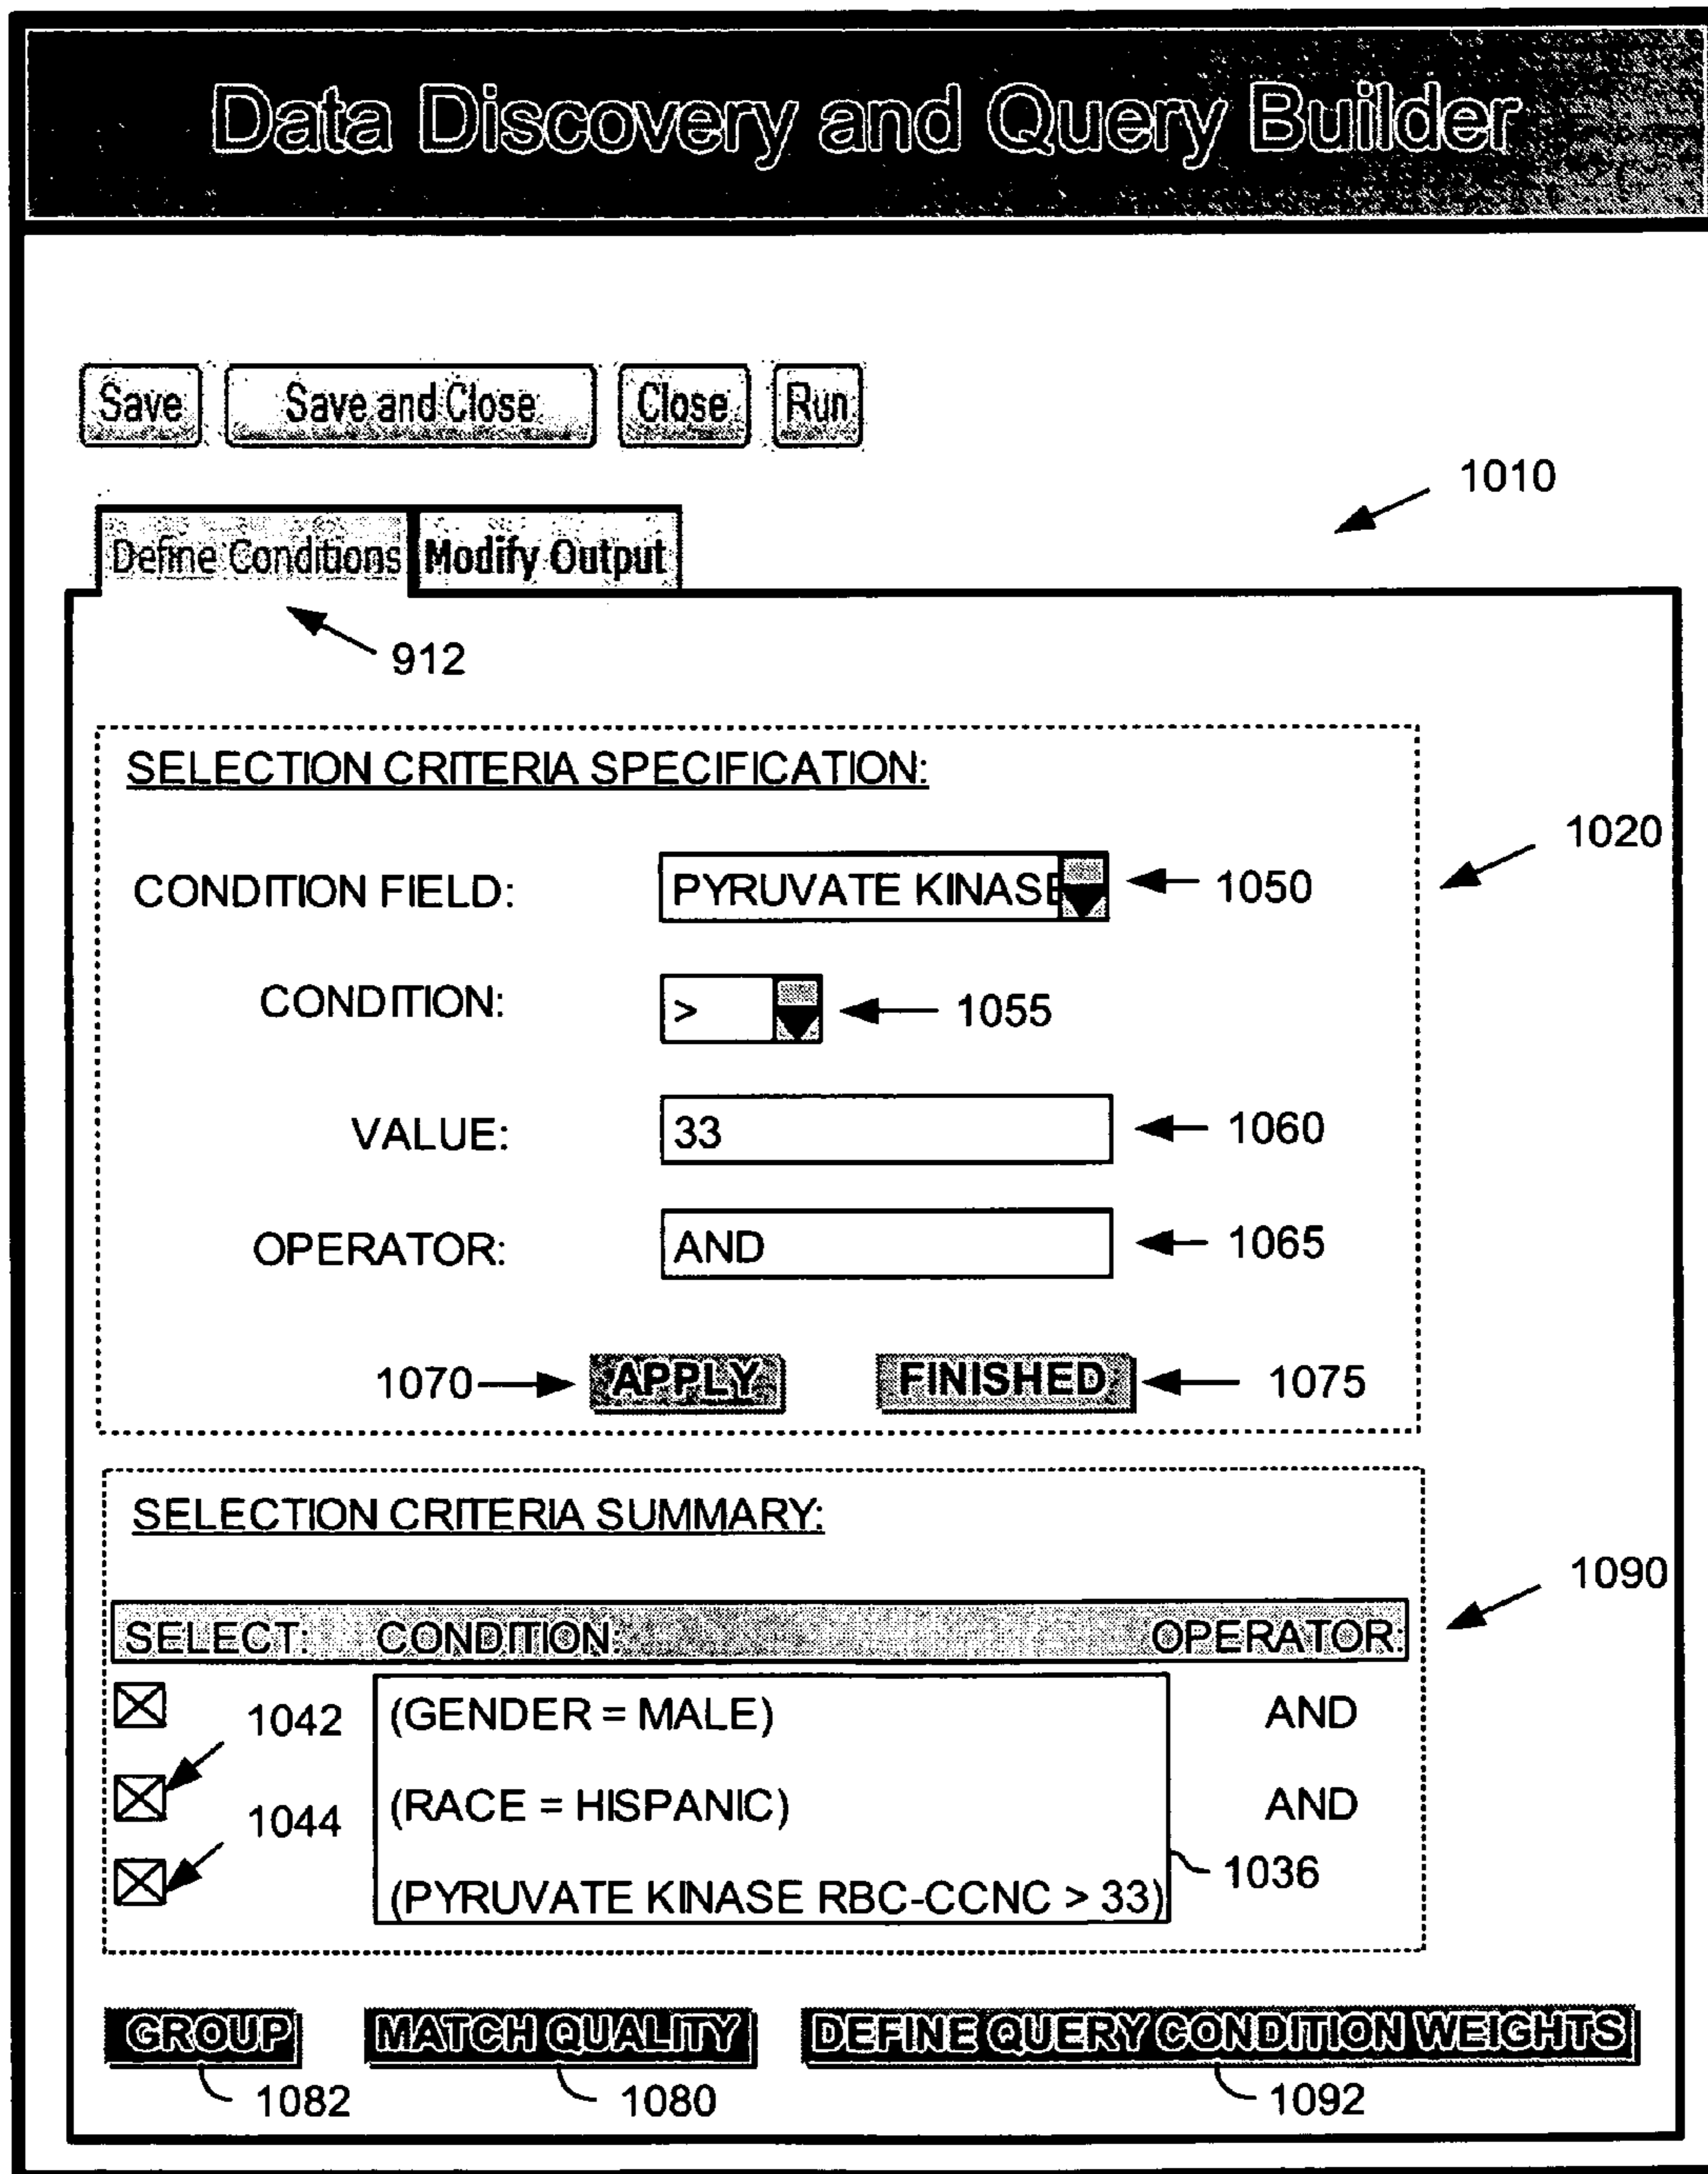 Data Discovery and Query Builder
Save Save and Close Close Run
1010
Define Conditions Modify Output
912
SELECTION CRITERIA SPECIFICATION:
1020
CONDITION FIELD: PYRUVATE KINASE 1050
CONDITION: > 1055
VALUE: 33 1060
OPERATOR: AND 1065
1070 APPLY FINISHED 1075
SELECTION CRITERIA SUMMARY:
1090
SELECT: CONDITION: OPERATOR:
1042 (GENDER = MALE) AND
1044 (RACE = HISPANIC) AND
(PYRUVATE KINASE RBC-CCNC > 33) 1036
GROUP MATCH QUALITY DEFINE QUERY CONDITION WEIGHTS
1082 1080 1092